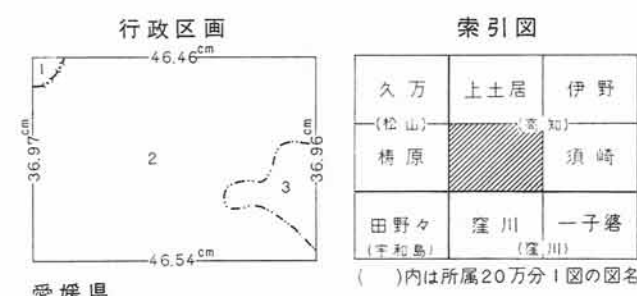 行政区画
46.46cm
1
36.97cm
2
3
36.96cm
46.54cm
愛媛県
索引図
久万 上土居 伊野
(松山) (高知)
梼原 須崎
田野々 窪川 一子碆
(宇和島) (窪川)
( )内は所属20万分1図の図名